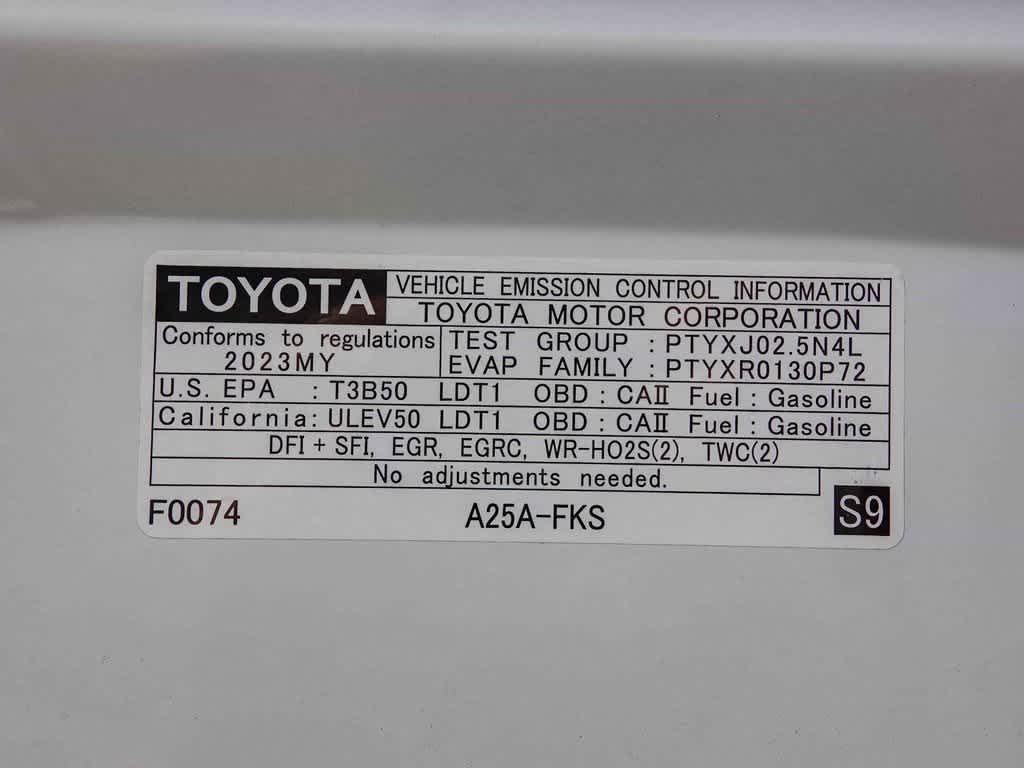 TOYOTA VEHICLE EMISSION CONTROL INFORMATION
TOYOTA MOTOR CORPORATION
Conforms to regulations TEST GROUP : PTYXJ02.5N4L
2023MY EVAP FAMILY : PTYXR0130P72
U.S. EPA : T3B50 LDT1 OBD : CAⅡ Fuel : Gasoline
California : ULEV50 LDT1 OBD : CAⅡ Fuel : Gasoline
DFI + SFI, EGR, EGRC, WR-HO2S(2), TWC(2)
No adjustments needed.
F0074 A25A-FKS S9